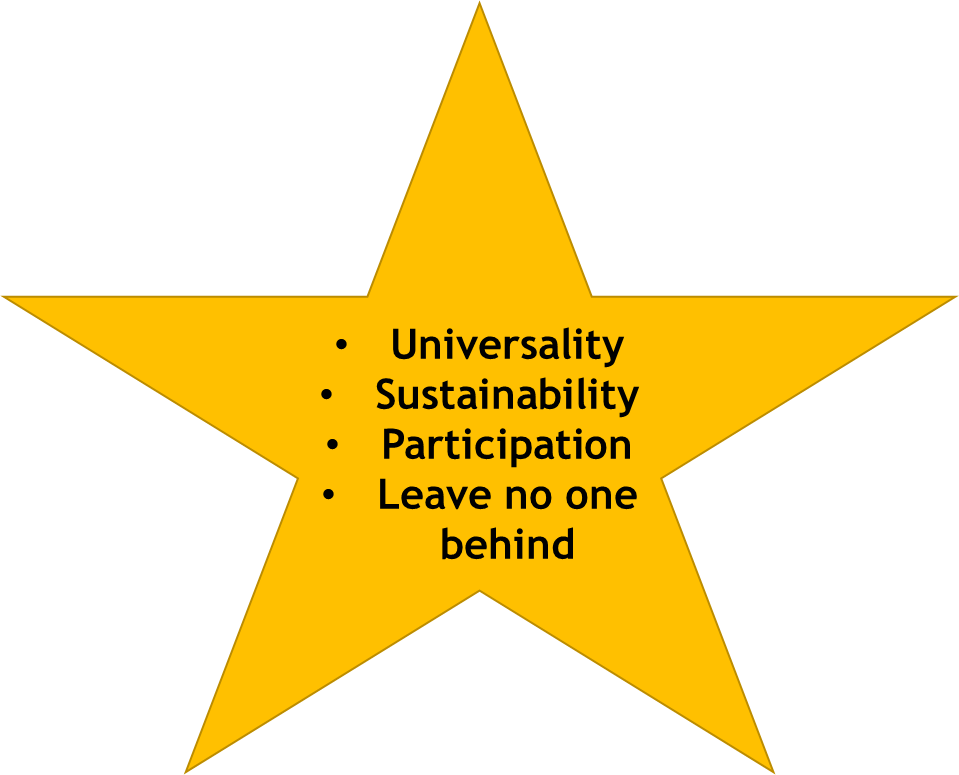 • Universality
• Sustainability
• Participation
• Leave no one
behind